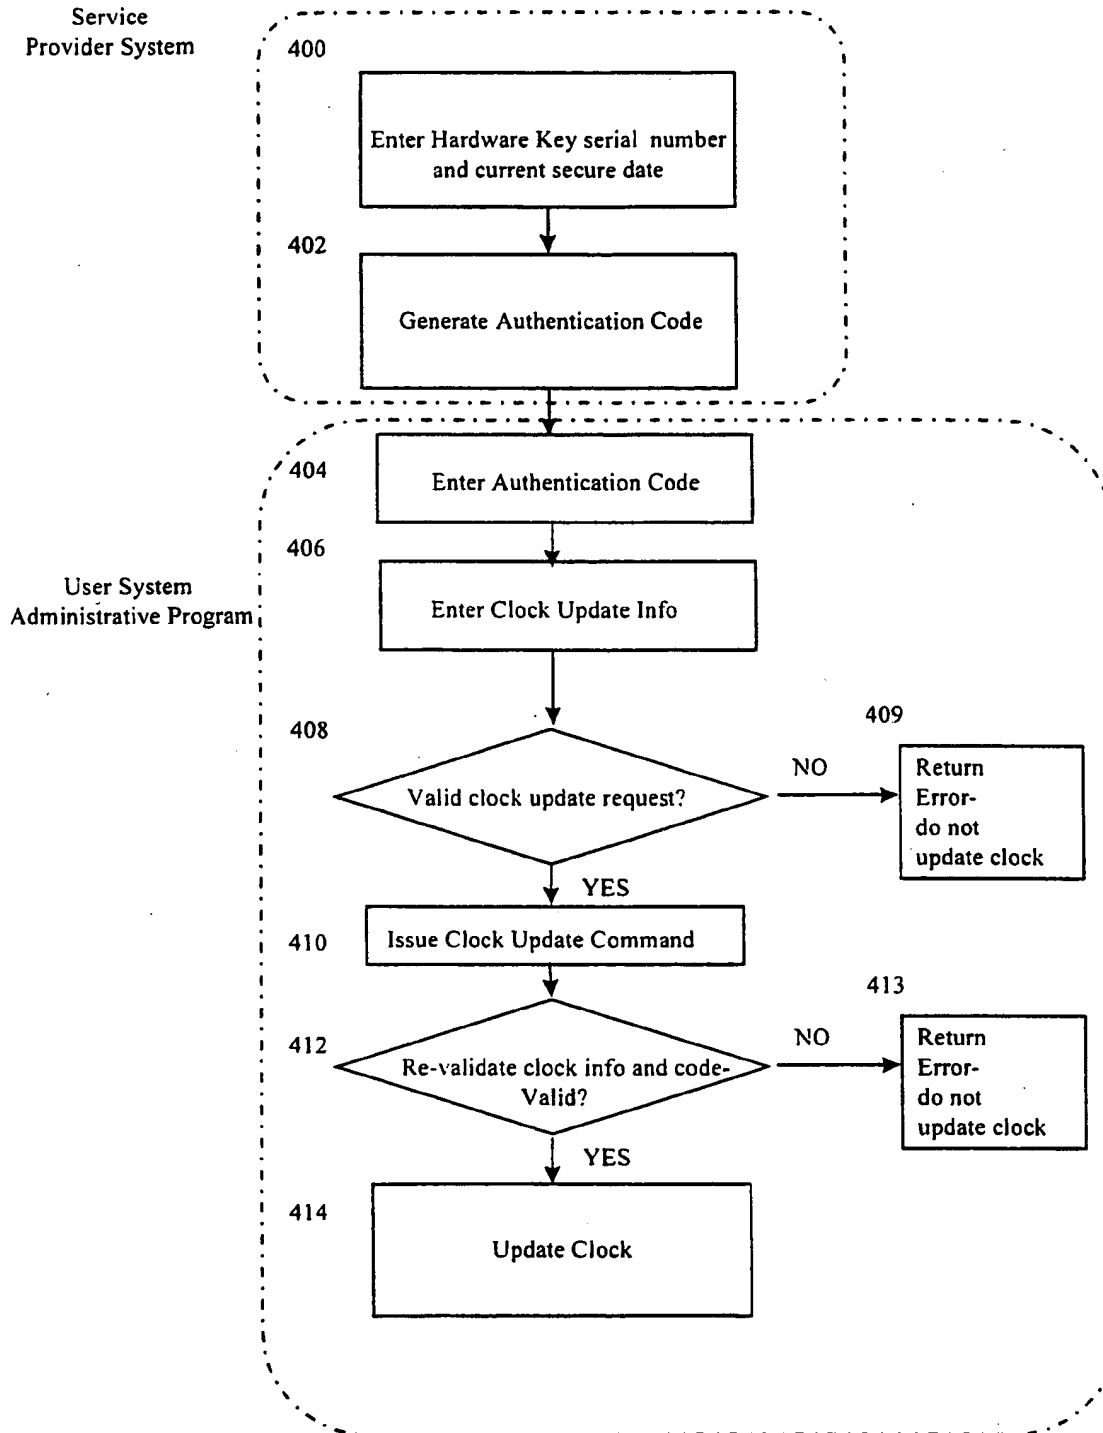 Service
Provider System
400
Enter Hardware Key serial number
and current secure date
402
Generate Authentication Code
404
Enter Authentication Code
406
Enter Clock Update Info
User System
Administrative Program
408
Valid clock update request?
NO
409
Return
Error-
do not
update clock
YES
410
Issue Clock Update Command
412
Re-validate clock info and code-
Valid?
NO
413
Return
Error-
do not
update clock
YES
414
Update Clock